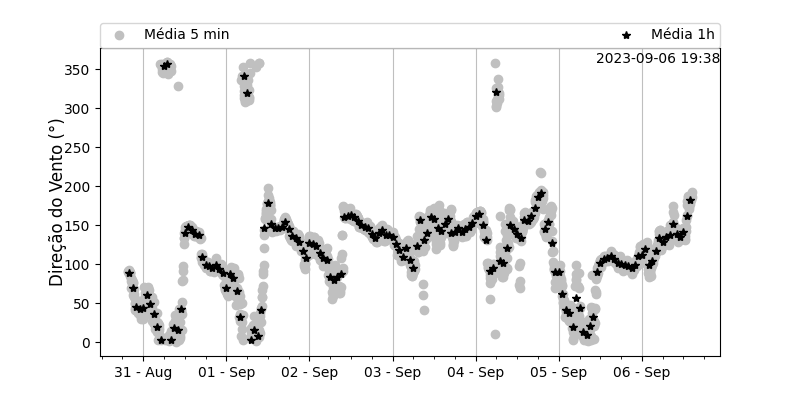 Média 5 min
Média 1h
2023-09-06 19:38
Direção do Vento (°)
350
300
250
200
150
100
50
0
31 - Aug
01 - Sep
02 - Sep
03 - Sep
04 - Sep
05 - Sep
06 - Sep